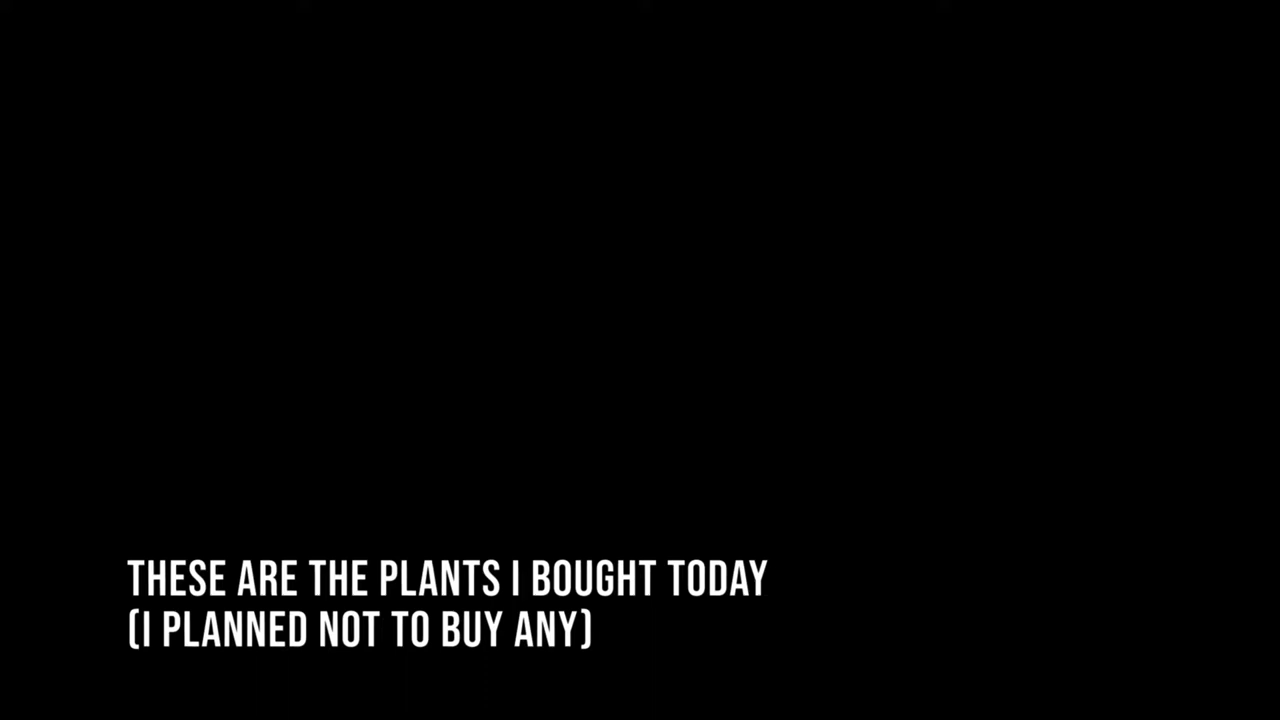 THESE ARE THE PLANTS I BOUGHT TODAY
(I PLANNED NOT TO BUY ANY)